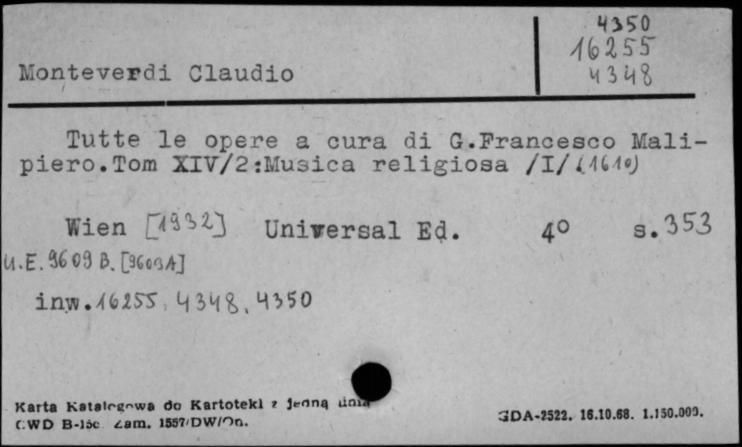 4350
16255
Monteverdi Claudio 4348
Tutte le opere a cura di G.Francesco Mali-
piero.Tom XIV/2:Musica religiosa /I/(1610)
Wien [1932] Universal Ed. 4° s.353
U.E. 9609 B. [9609A]
inw.16255, 4348, 4350
Karta Katalogowa do Kartoteki z jedną linią
CWD B-15c Zam. 1557/DW/On.
GDA-2522. 16.10.68. 1.150.000.